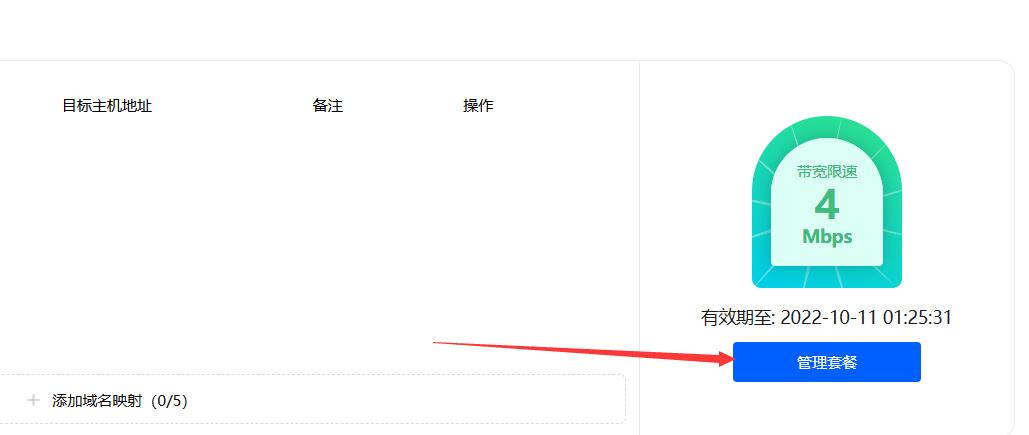 目标主机地址 备注 操作
带宽限速
4
Mbps
有效期至: 2022-10-11 01:25:31
管理套餐
添加域名映射（0/5）